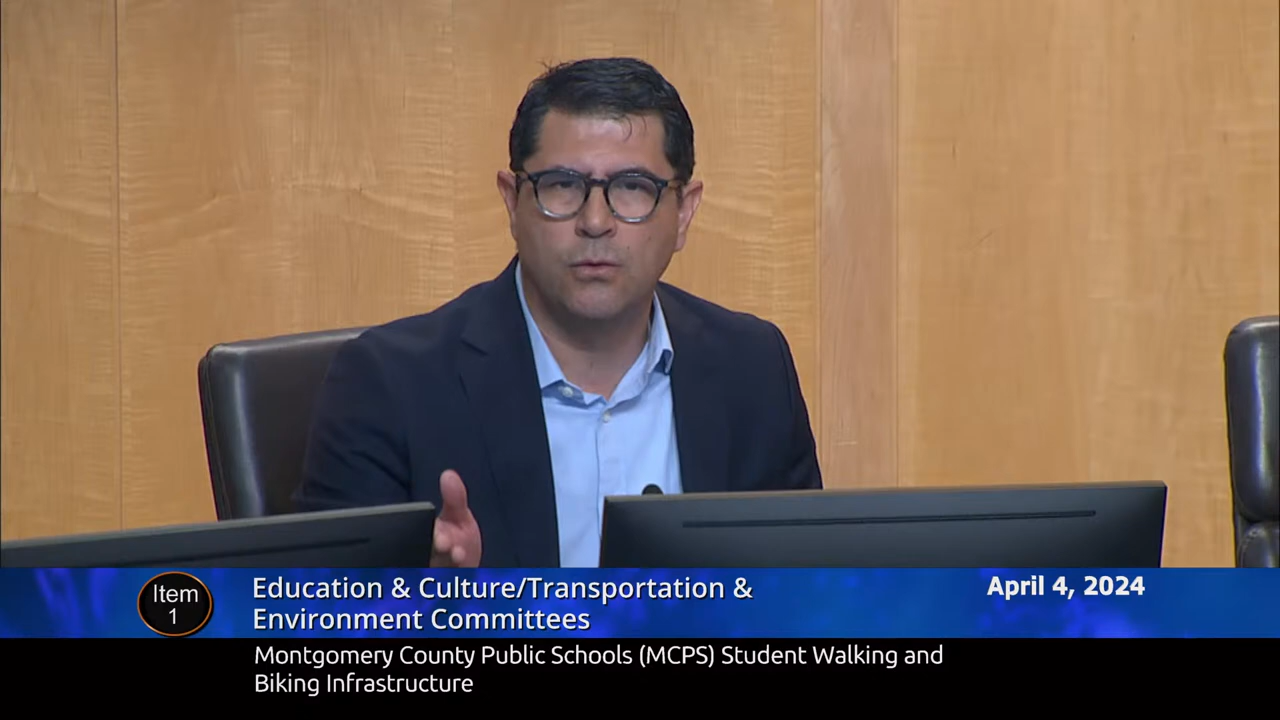 Item
1
Education & Culture/Transportation &
Environment Committees
April 4, 2024
Montgomery County Public Schools (MCPS) Student Walking and
Biking Infrastructure